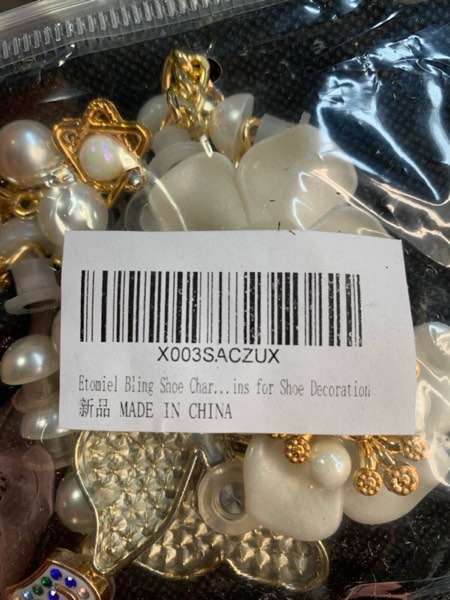 X003SACZUX
Etomiel Bling Shoe Char...ins for Shoe Decoration
新品 MADE IN CHINA